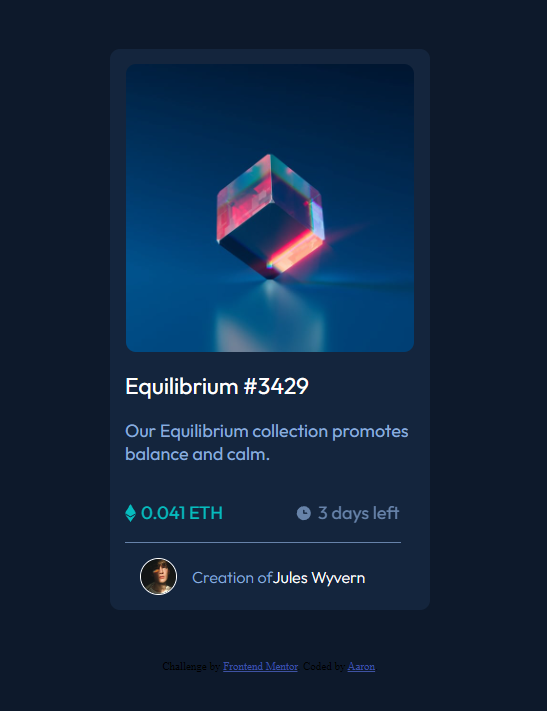 Equilibrium #3429
Our Equilibrium collection promotes
balance and calm.
0.041 ETH
3 days left
Creation ofJules Wyvern
Challenge by Frontend Mentor. Coded by Aaron.